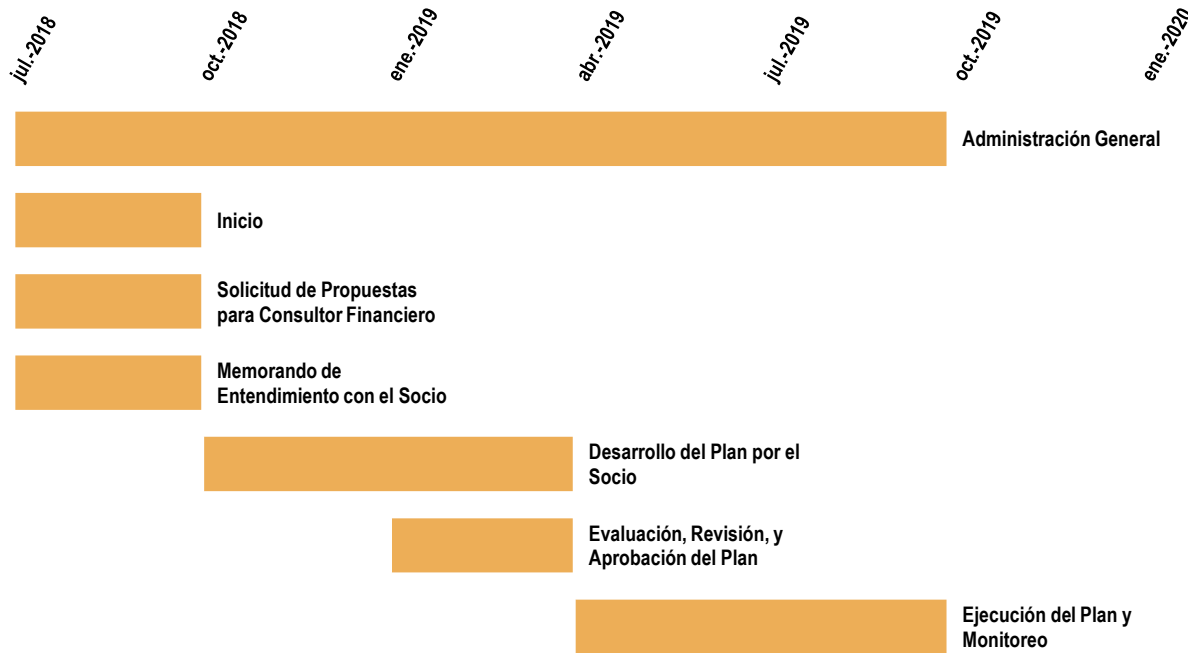 jul.-2018
oct.-2018
ene.-2019
abr.-2019
jul.-2019
oct.-2019
ene.-2020
Administración General
Inicio
Solicitud de Propuestas
para Consultor Financiero
Memorando de
Entendimiento con el Socio
Desarrollo del Plan por el
Socio
Evaluación, Revisión, y
Aprobación del Plan
Ejecución del Plan y
Monitoreo